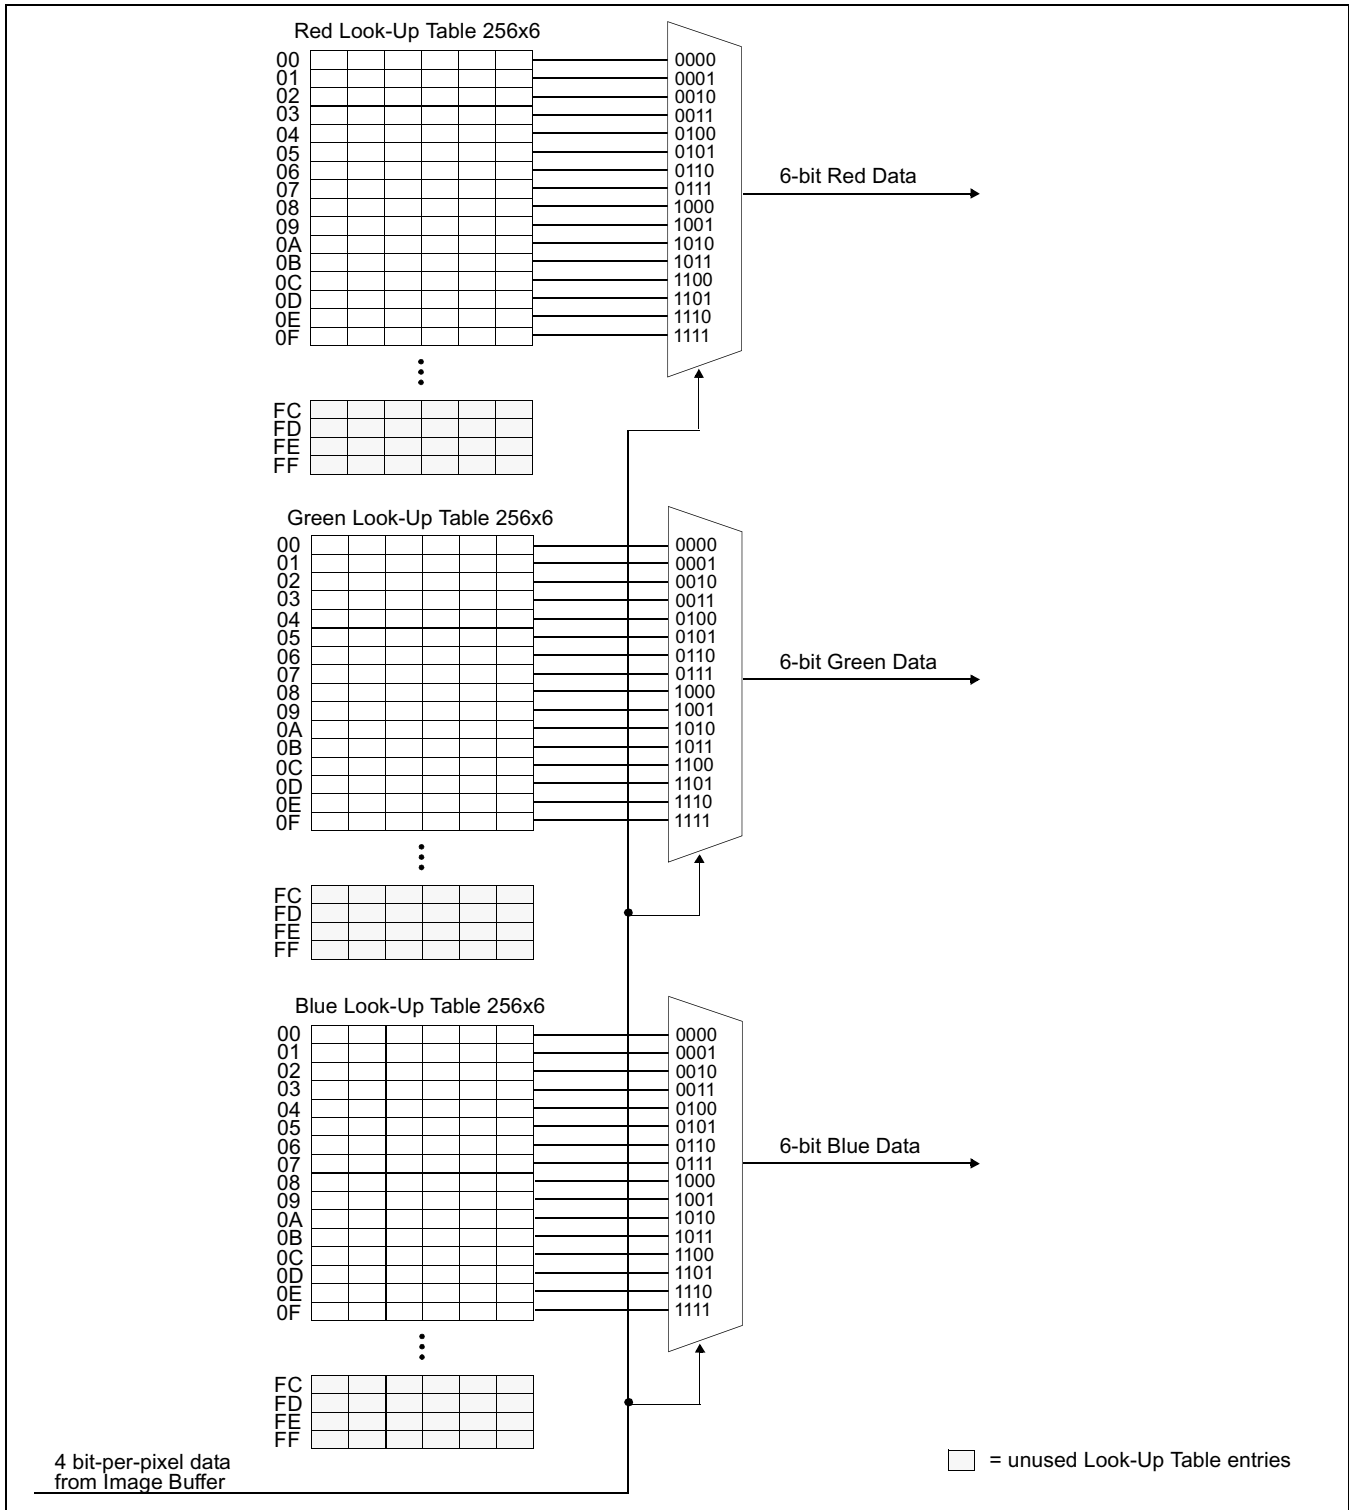 Red Look-Up Table 256x6
00 0000
01 0001
02 0010
03 0011
04 0100
05 0101
06 0110
07 0111
08 1000
09 1001
0A 1010
0B 1011
0C 1100
0D 1101
0E 1110
0F 1111
6-bit Red Data
FC
FD
FE
FF
Green Look-Up Table 256x6
00 0000
01 0001
02 0010
03 0011
04 0100
05 0101
06 0110
07 0111
08 1000
09 1001
0A 1010
0B 1011
0C 1100
0D 1101
0E 1110
0F 1111
6-bit Green Data
FC
FD
FE
FF
Blue Look-Up Table 256x6
00 0000
01 0001
02 0010
03 0011
04 0100
05 0101
06 0110
07 0111
08 1000
09 1001
0A 1010
0B 1011
0C 1100
0D 1101
0E 1110
0F 1111
6-bit Blue Data
FC
FD
FE
FF
4 bit-per-pixel data
from Image Buffer
= unused Look-Up Table entries